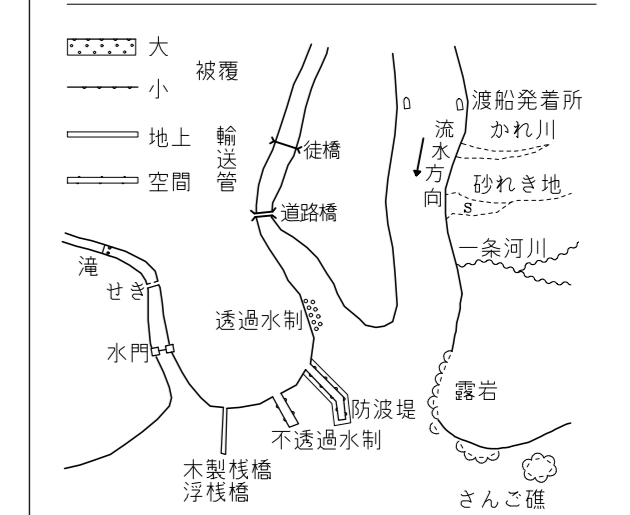 大
小
被覆
地上
空間
輸送管
徒橋
道路橋
渡船発着所
かれ川
流水方向
砂れき地
s
一条河川
滝
せき
水門
透過水制
防波堤
不透過水制
露岩
木製桟橋
浮桟橋
さんご礁